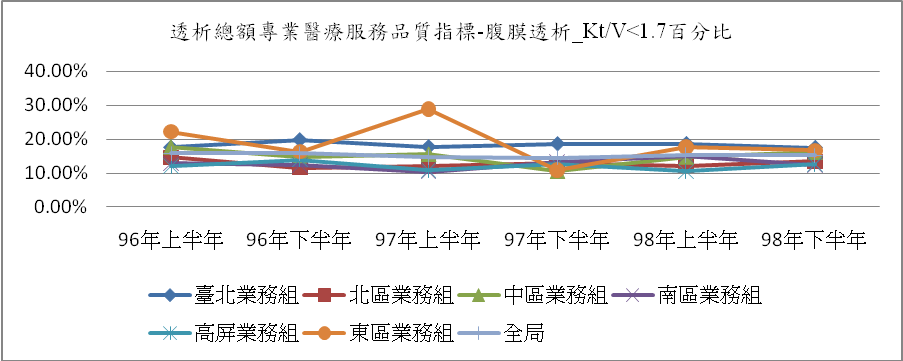 透析總額專業醫療服務品質指標-腹膜透析_Kt/V<1.7百分比
40.00%
30.00%
20.00%
10.00%
0.00%
96年上半年 96年下半年 97年上半年 97年下半年 98年上半年 98年下半年
臺北業務組 北區業務組 中區業務組 南區業務組
高屏業務組 東區業務組 全局